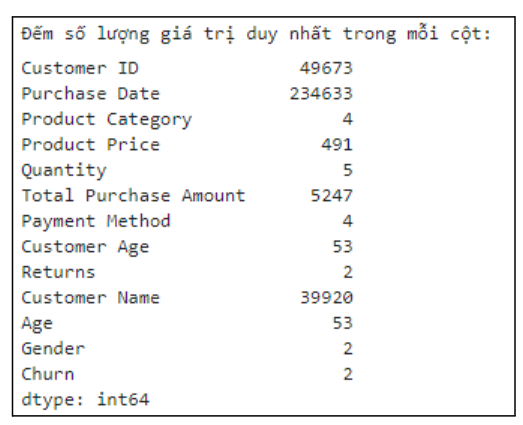 Đếm số lượng giá trị duy nhất trong mỗi cột:
Customer ID 49673
Purchase Date 234633
Product Category 4
Product Price 491
Quantity 5
Total Purchase Amount 5247
Payment Method 4
Customer Age 53
Returns 2
Customer Name 39920
Age 53
Gender 2
Churn 2
dtype: int64